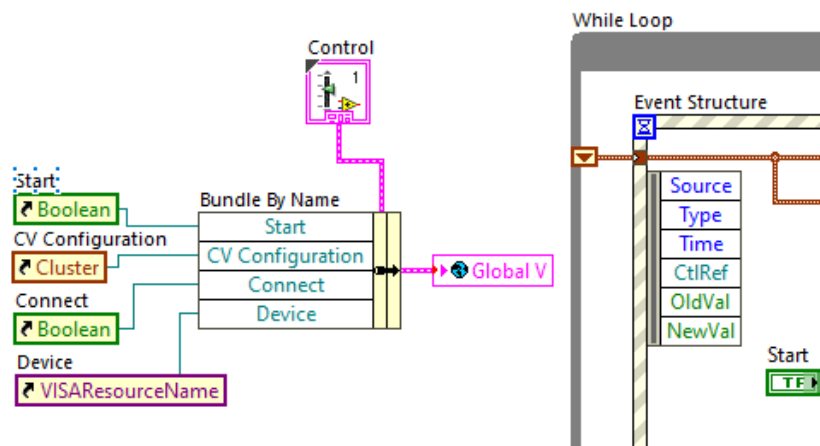 While Loop
Control
1
Event Structure
Start
Boolean
Bundle By Name
Start
Source
CV Configuration
CV Configuration
Type
Cluster
Global V
Time
Connect
Connect
CtlRef
Boolean
Device
OldVal
NewVal
Device
Start
VISAResourceName
TF